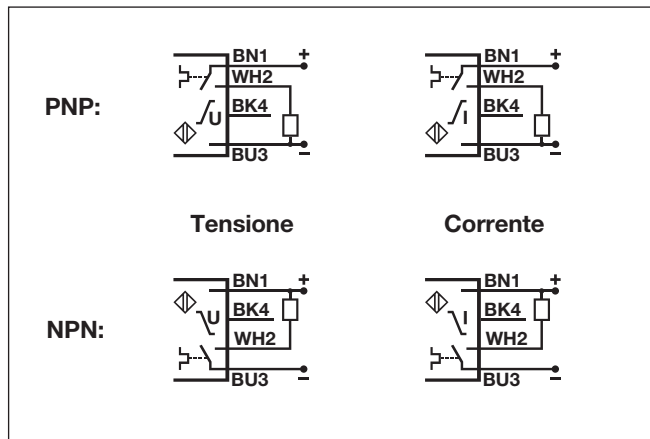 BN1 + BN1 +
WH2 WH2
PNP: U BK4 I BK4
BU3 − BU3 −
Tensione Corrente
BN1 + BN1 +
NPN: U BK4 I BK4
WH2 WH2
BU3 − BU3 −